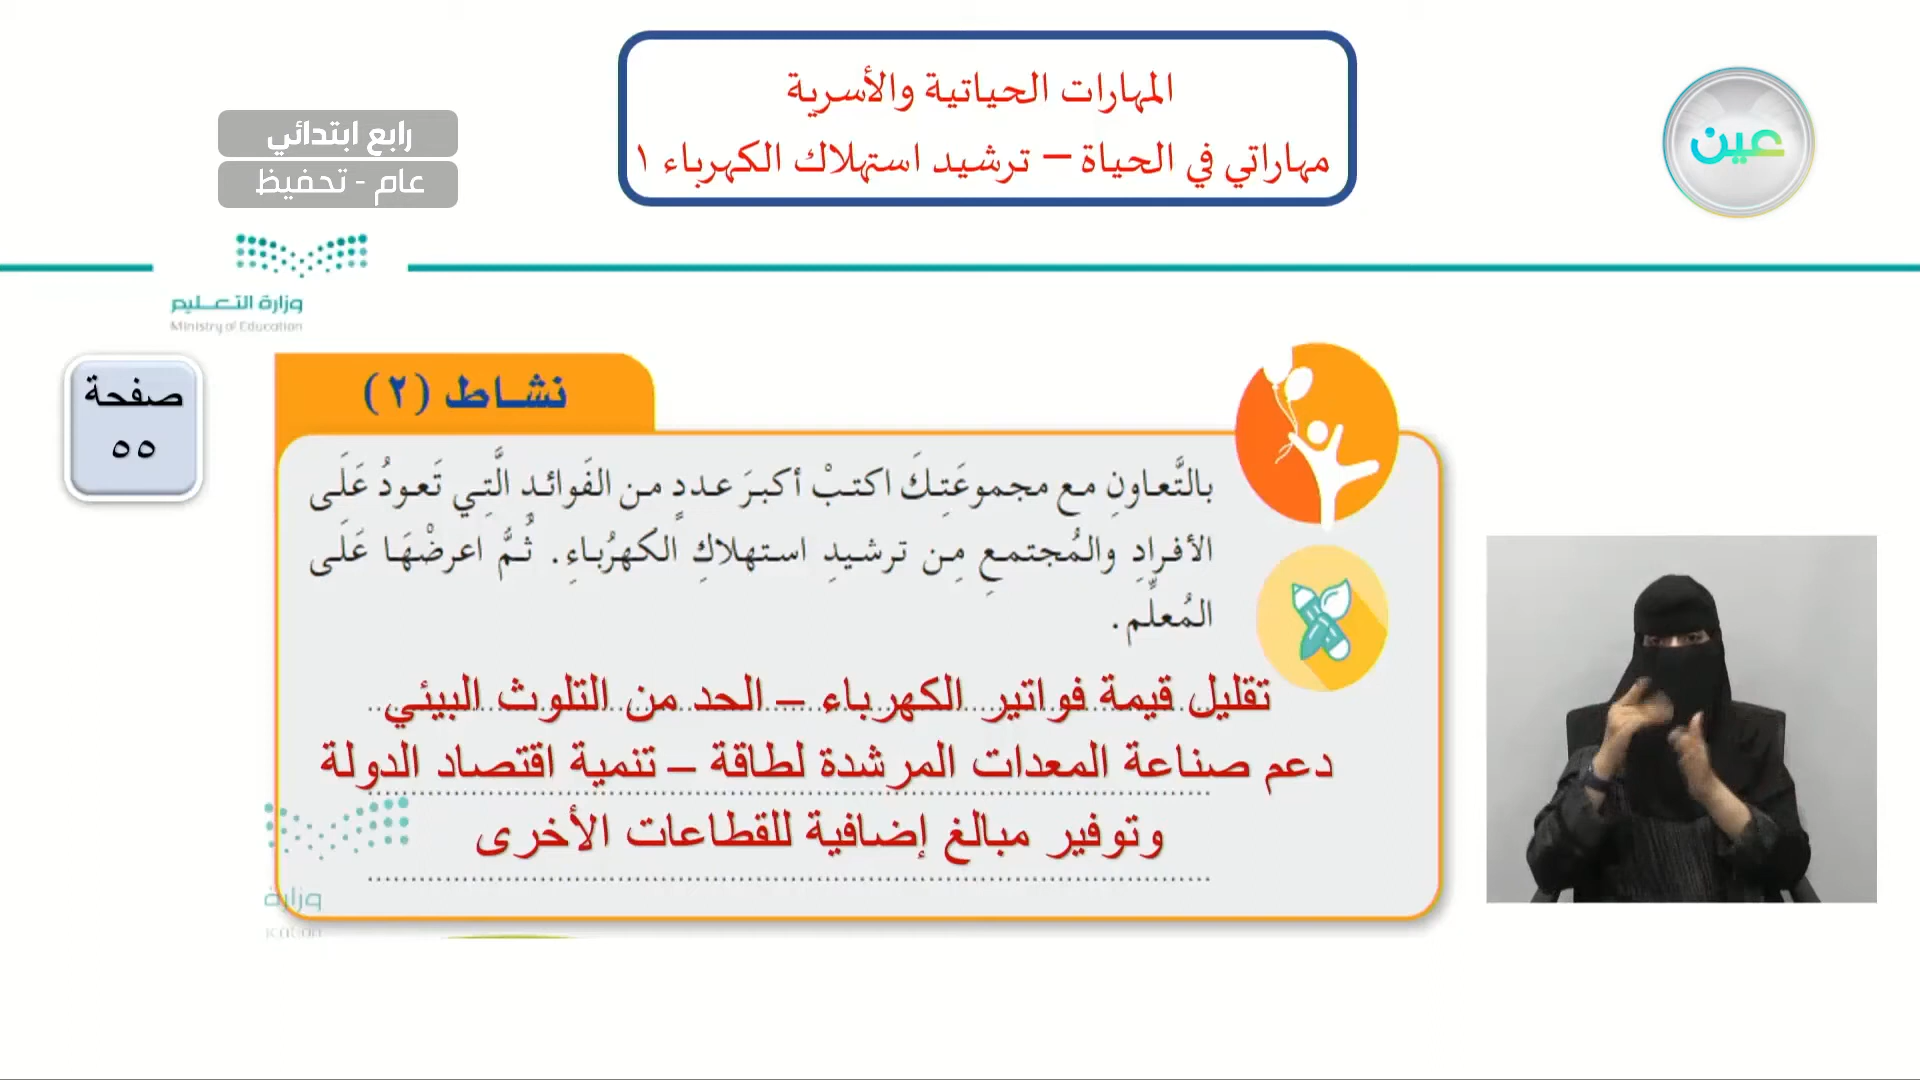 المهارات الحياتية والأسرية
مهاراتي في الحياة – ترشيد استهلاك الكهرباء ١
عين
رابع ابتدائي
عام - تحفيظ
وزارة التعليم
Ministry of Education
صفحة
٥٥
نشاط (٢)
بالتَّعاونِ مع مجموعَتِكَ اكتبْ أكبرَ عددٍ من الفَوائدِ الَّتِي تَعودُ عَلَى
الأفرادِ والمُجتمعِ مِن ترشيدِ استهلاكِ الكهرُباءِ. ثُمَّ اعرضْهَا عَلَى
المُعلِّم.
تقليل قيمة فواتير الكهرباء – الحد من التلوث البيئي
دعم صناعة المعدات المرشدة لطاقة – تنمية اقتصاد الدولة
وتوفير مبالغ إضافية للقطاعات الأخرى
وزارة